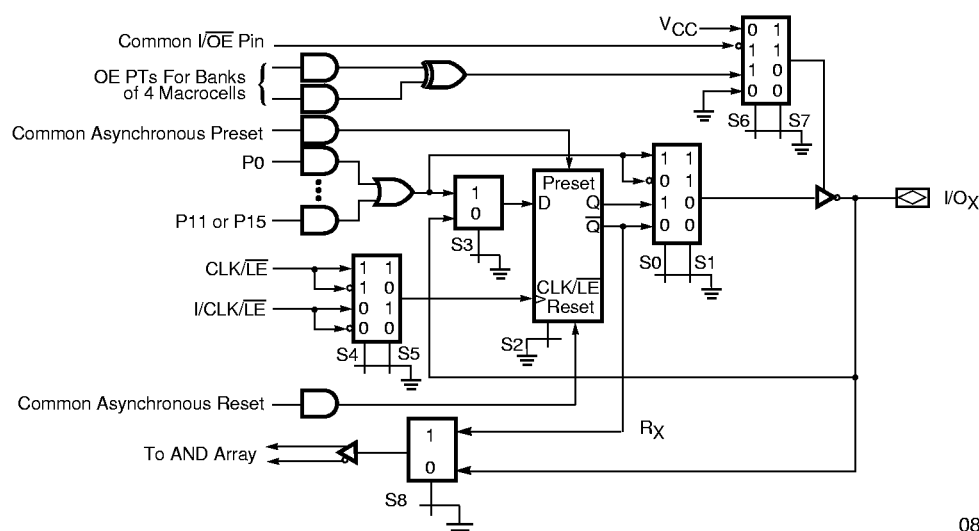 Common I/OE Pin
VCC
0 1
1 1
1 0
0 0
S6 S7
OE PTs For Banks
of 4 Macrocells
Common Asynchronous Preset
P0
P11 or P15
1
0
S3
Preset
D Q
Q
CLK/LE
Reset
S2
1 1
0 1
1 0
0 0
S0 S1
I/OX
CLK/LE
I/CLK/LE
1 1
1 0
0 1
0 0
S4 S5
Common Asynchronous Reset
RX
To AND Array
1
0
S8
08